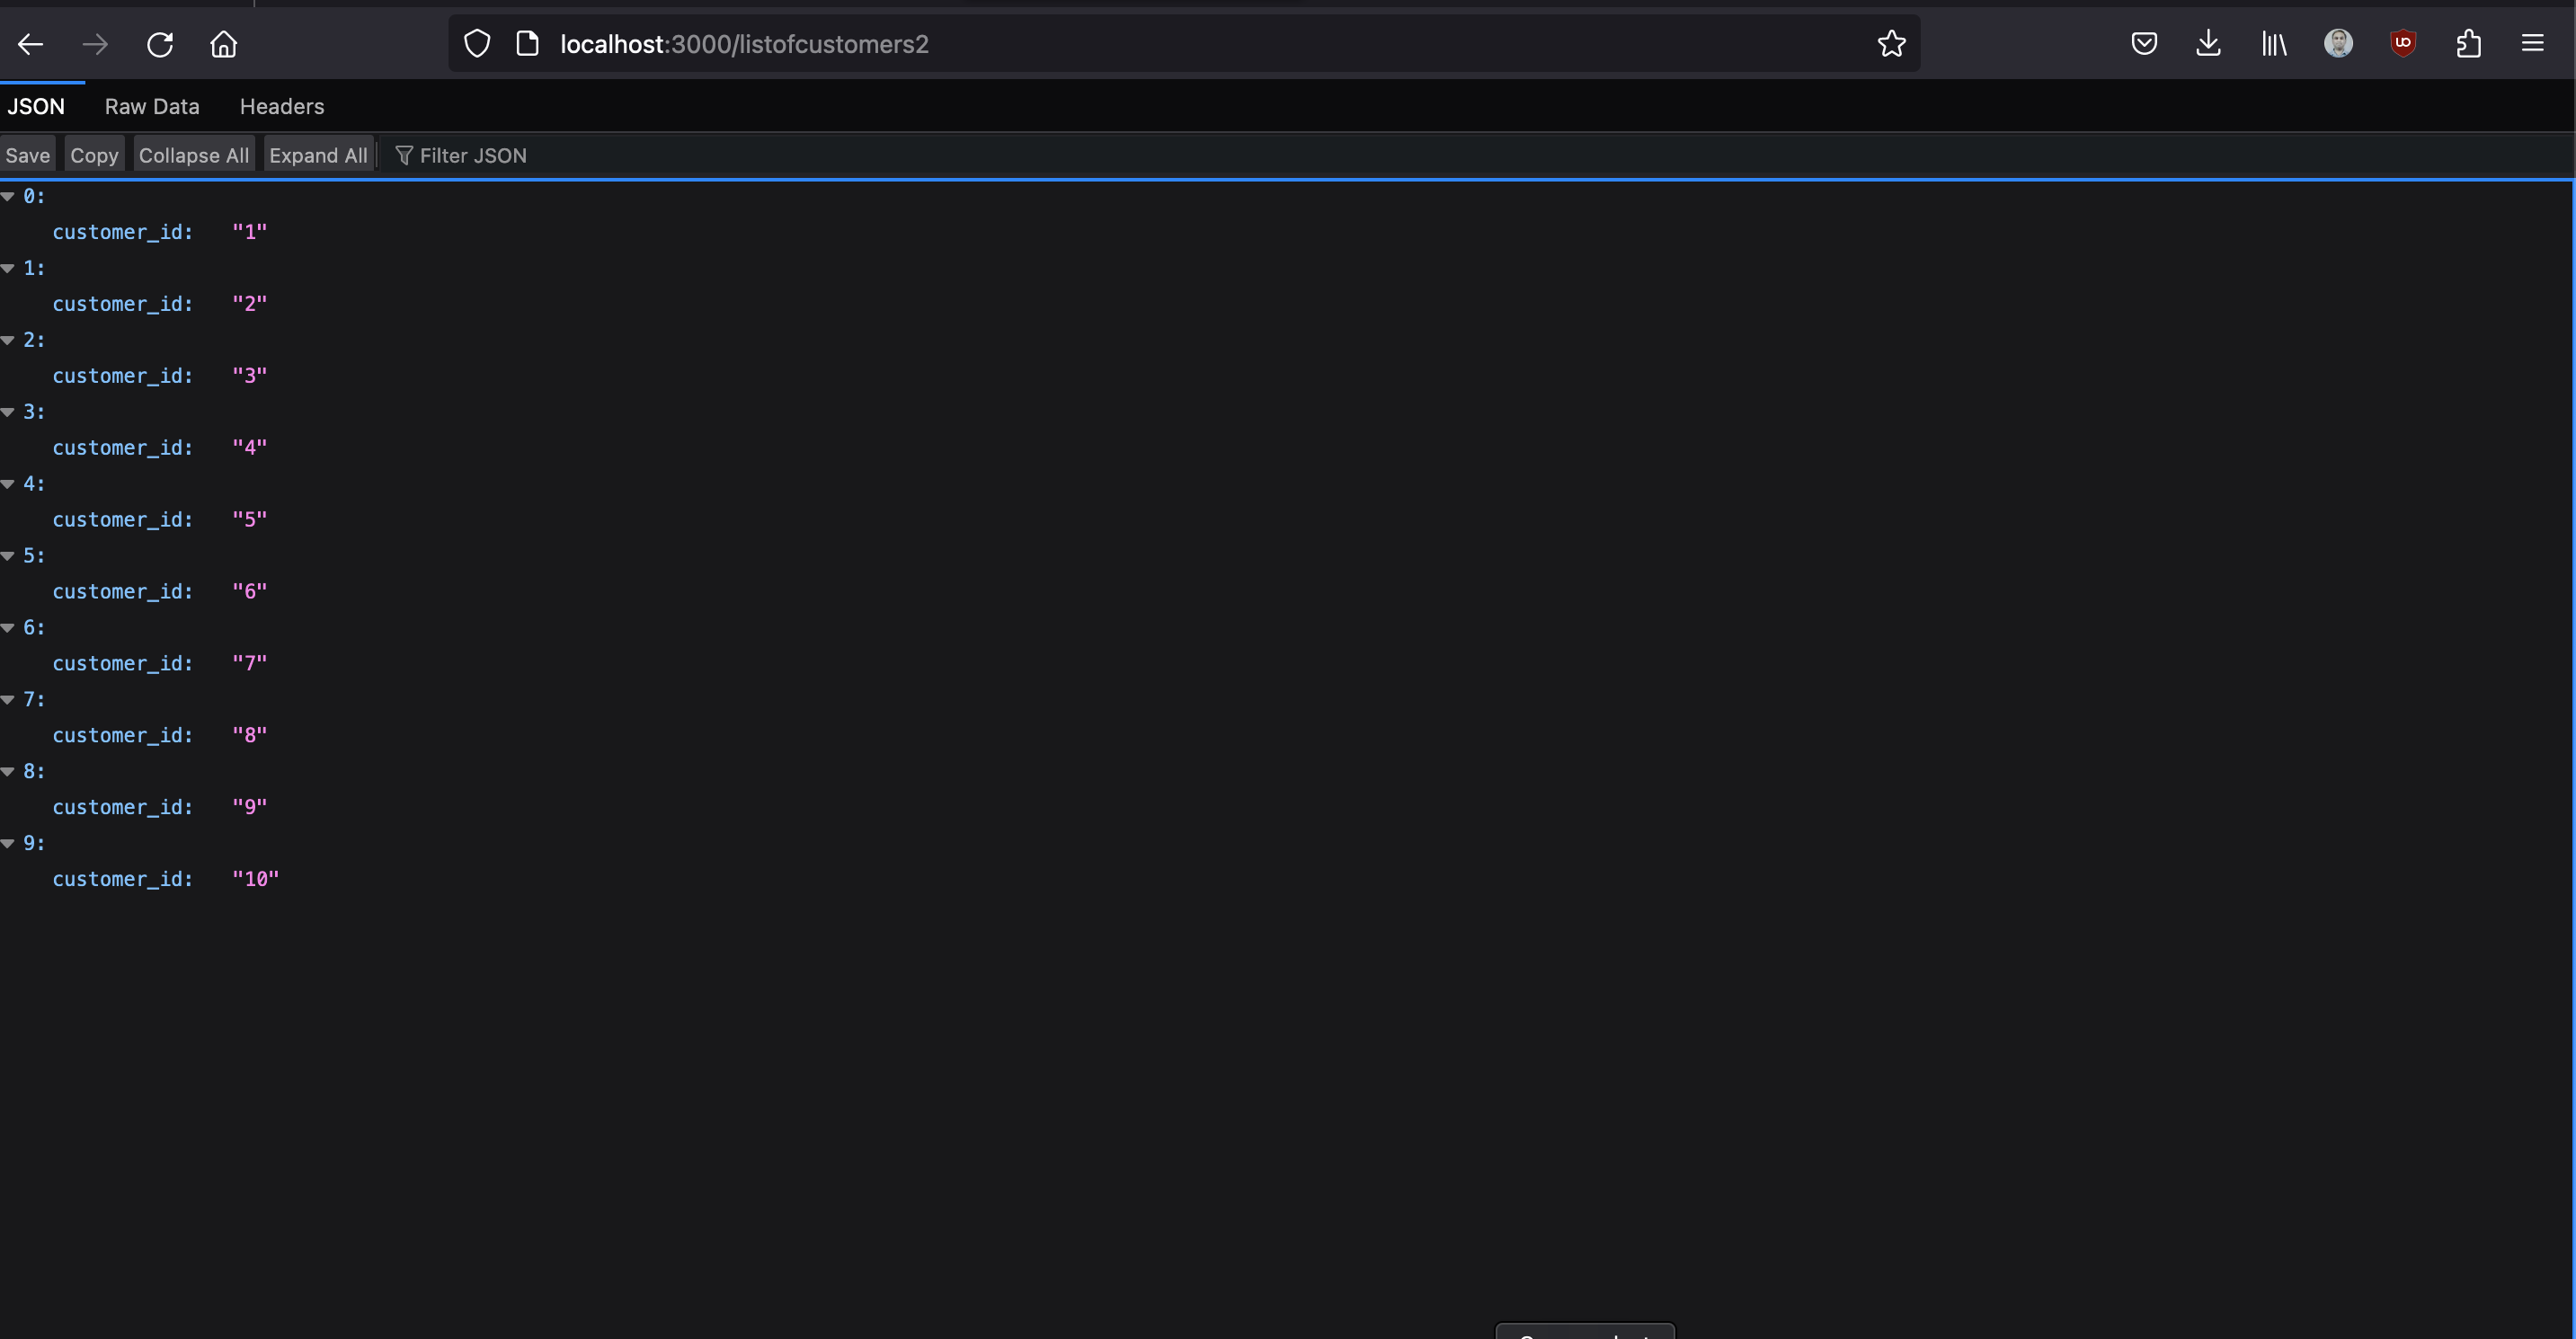 localhost:3000/listofcustomers2
JSON Raw Data Headers
Save Copy Collapse All Expand All Filter JSON
0:
customer_id: "1"
1:
customer_id: "2"
2:
customer_id: "3"
3:
customer_id: "4"
4:
customer_id: "5"
5:
customer_id: "6"
6:
customer_id: "7"
7:
customer_id: "8"
8:
customer_id: "9"
9:
customer_id: "10"